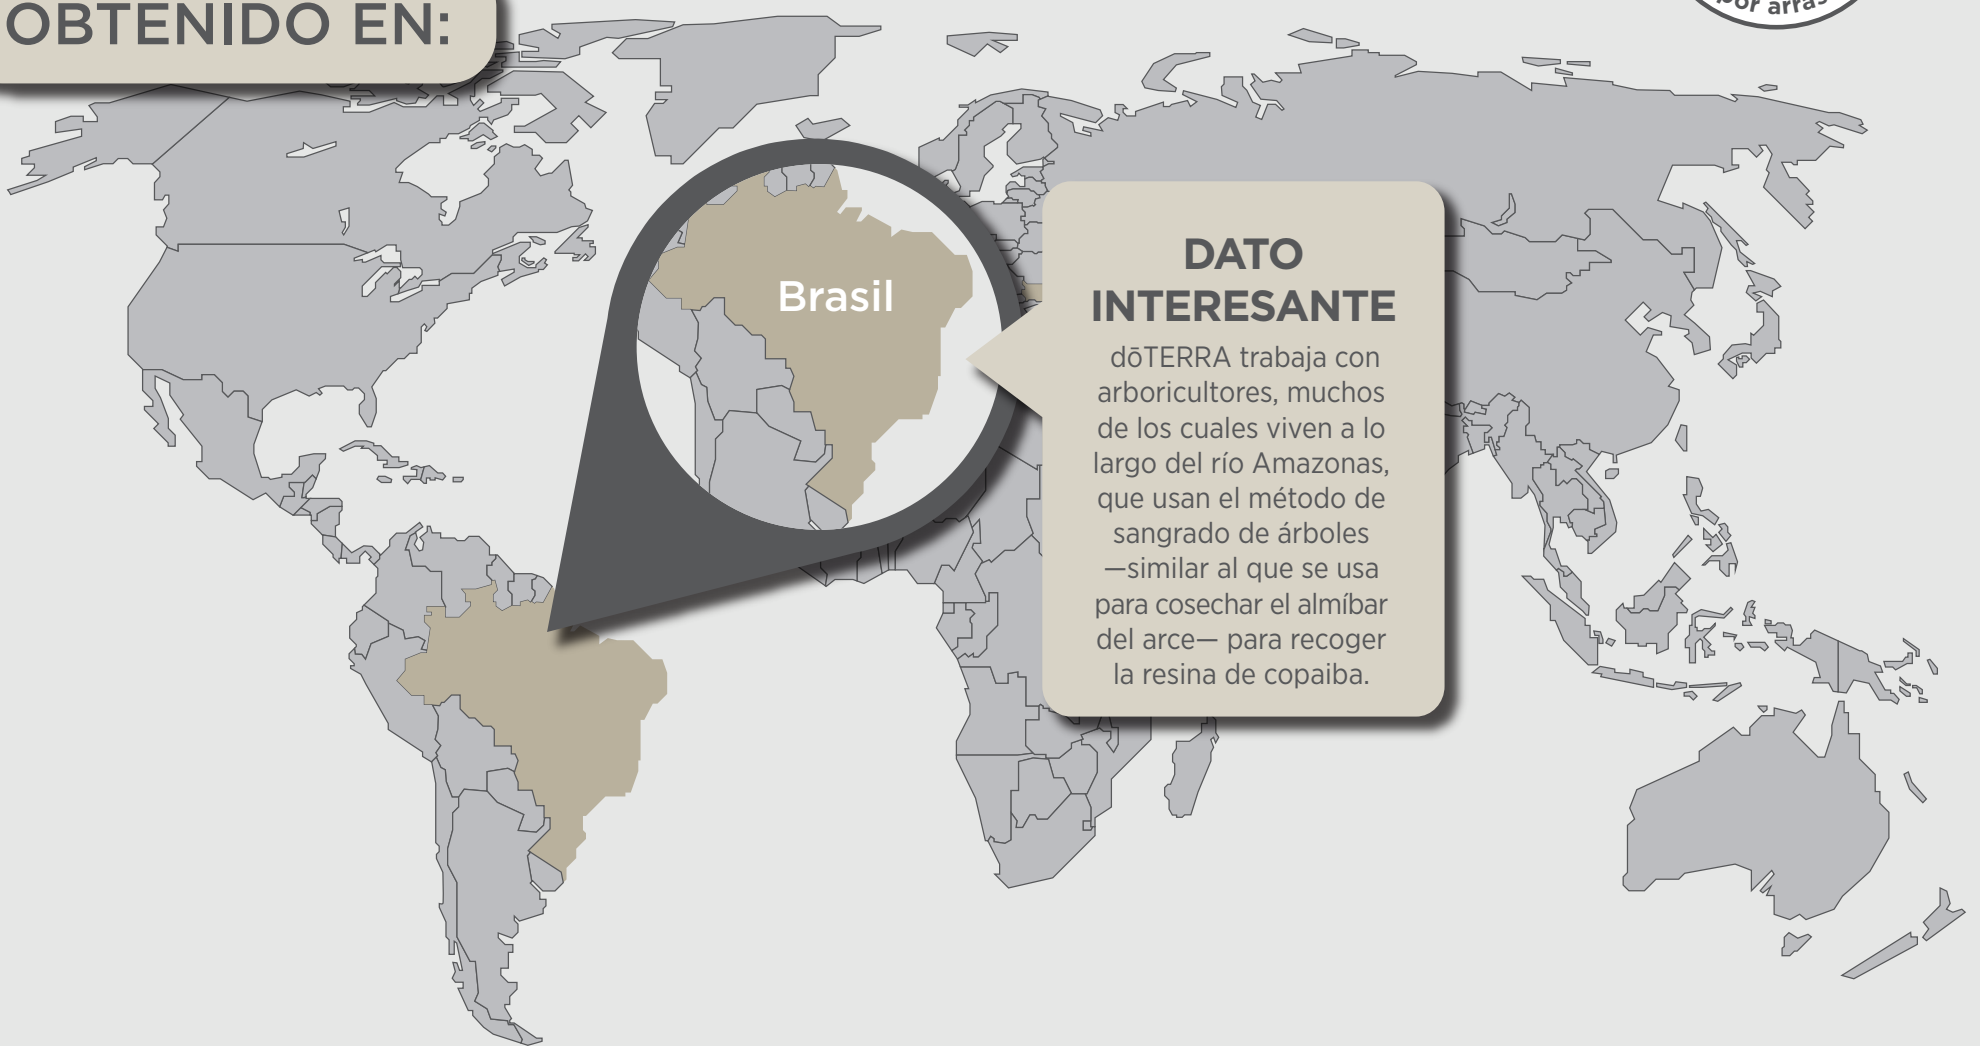 OBTENIDO EN:
por arras
Brasil
DATO
INTERESANTE
dōTERRA trabaja con
arboricultores, muchos
de los cuales viven a lo
largo del río Amazonas,
que usan el método de
sangrado de árboles
—similar al que se usa
para cosechar el almíbar
del arce— para recoger
la resina de copaiba.